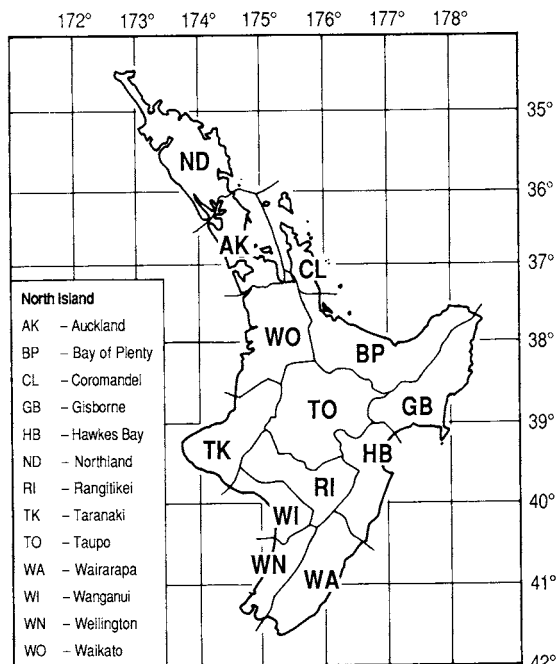 172° 173° 174° 175° 176° 177° 178°
35°
ND
36°
AK
37°
CL
North Island
AK – Auckland
BP – Bay of Plenty
CL – Coromandel
GB – Gisborne
HB – Hawkes Bay
ND – Northland
RI – Rangitikei
TK – Taranaki
TO – Taupo
WA – Wairarapa
WI – Wanganui
WN – Wellington
WO – Waikato
WO
BP
38°
TO
GB
39°
TK
HB
RI
40°
WI
WN
WA
41°
42°